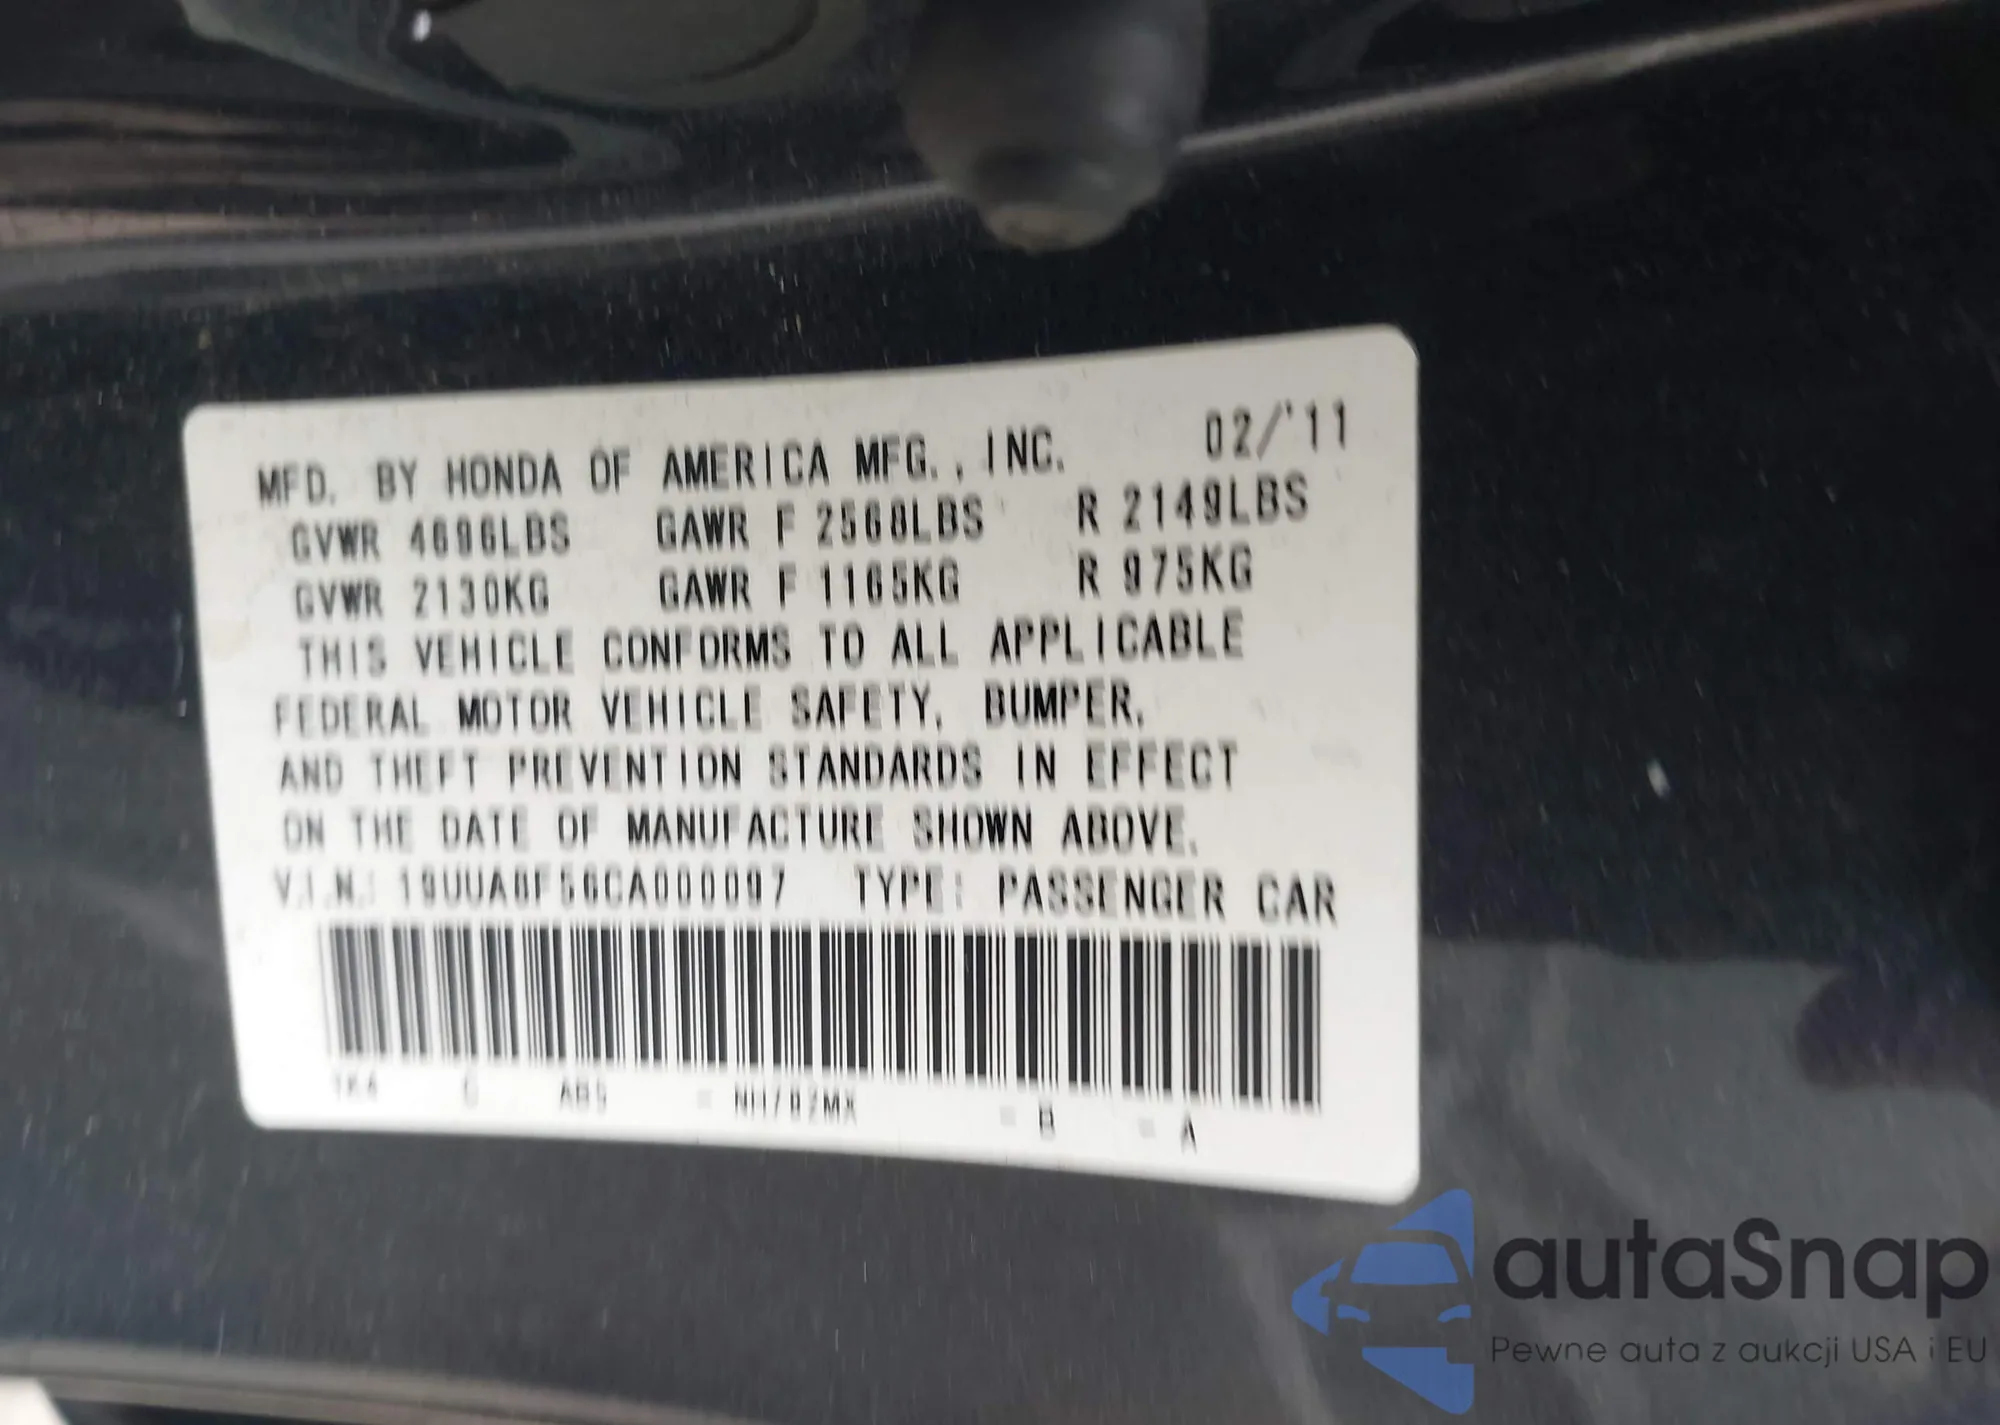 MFD. BY HONDA OF AMERICA MFG., INC. 02/'11
GVWR 4696LBS GAWR F 2568LBS R 2149LBS
GVWR 2130KG GAWR F 1165KG R 975KG
THIS VEHICLE CONFORMS TO ALL APPLICABLE
FEDERAL MOTOR VEHICLE SAFETY, BUMPER,
AND THEFT PREVENTION STANDARDS IN EFFECT
ON THE DATE OF MANUFACTURE SHOWN ABOVE.
V.I.N.: 19UUA8F56CA000097 TYPE: PASSENGER CAR
TK4 G AB9 = NH782MX = B = A
autaSnap
Pewne auta z aukcji USA i EU